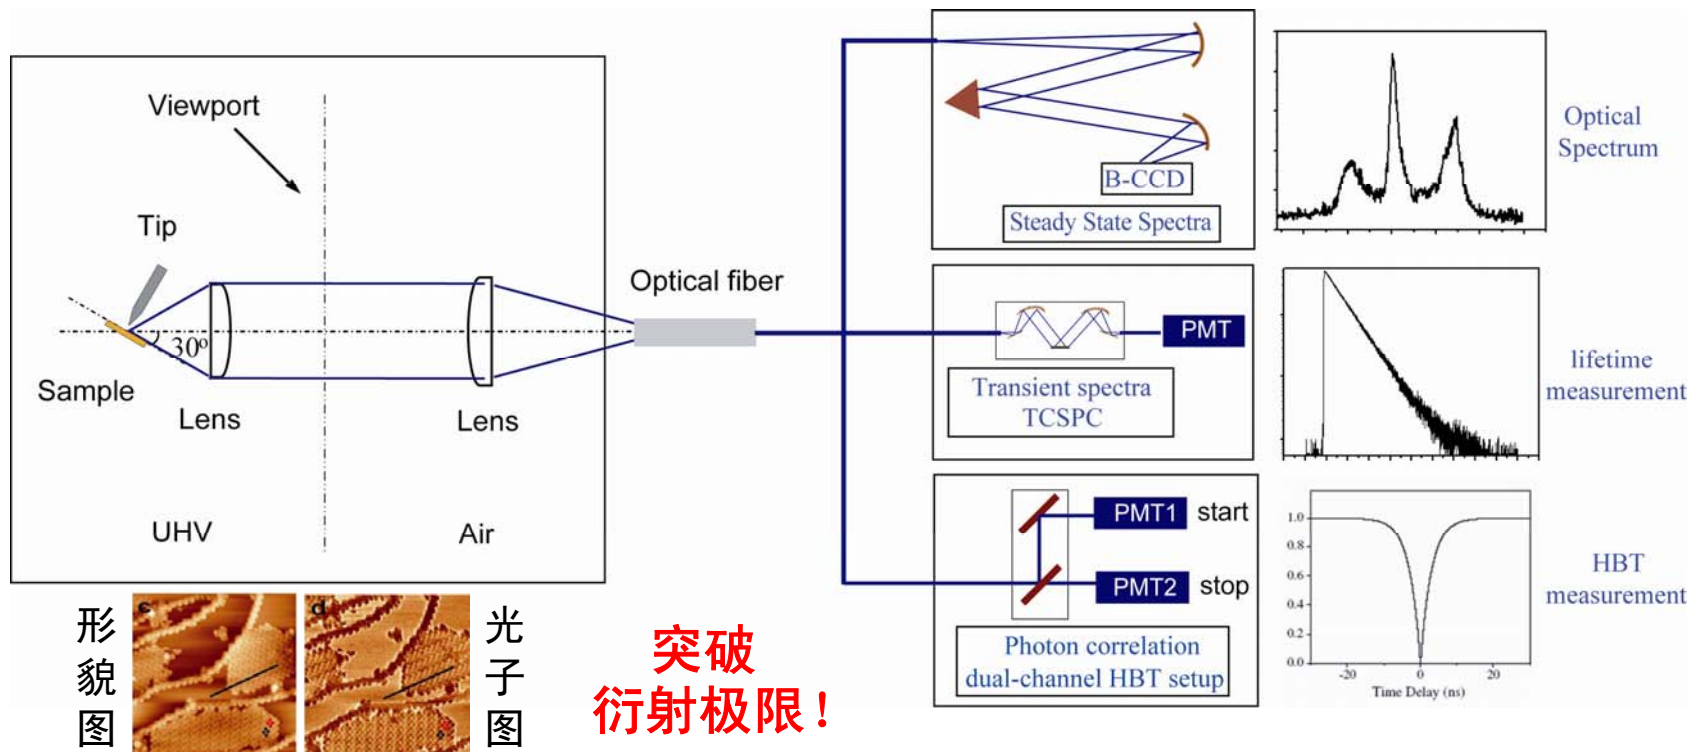 Viewport
Tip
30º
Sample
Lens
Lens
UHV
Air
Optical fiber
B-CCD
Steady State Spectra
Optical
Spectrum
PMT
Transient spectra
TCSPC
lifetime
measurement
PMT1 start
PMT2 stop
Photon correlation
dual-channel HBT setup
1.0
0.8
0.6
0.4
0.2
0.0
-20 0 20
Time Delay (ns)
HBT
measurement
形貌图
c
d
光子图
突破
衍射极限！